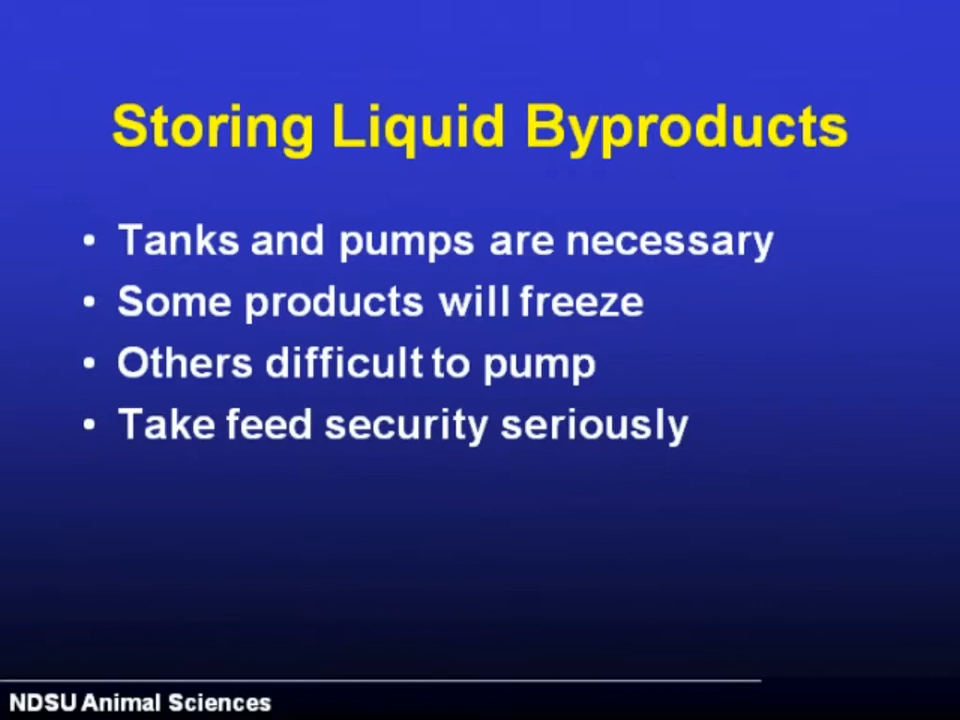 Storing Liquid Byproducts
• Tanks and pumps are necessary
• Some products will freeze
• Others difficult to pump
• Take feed security seriously
NDSU Animal Sciences